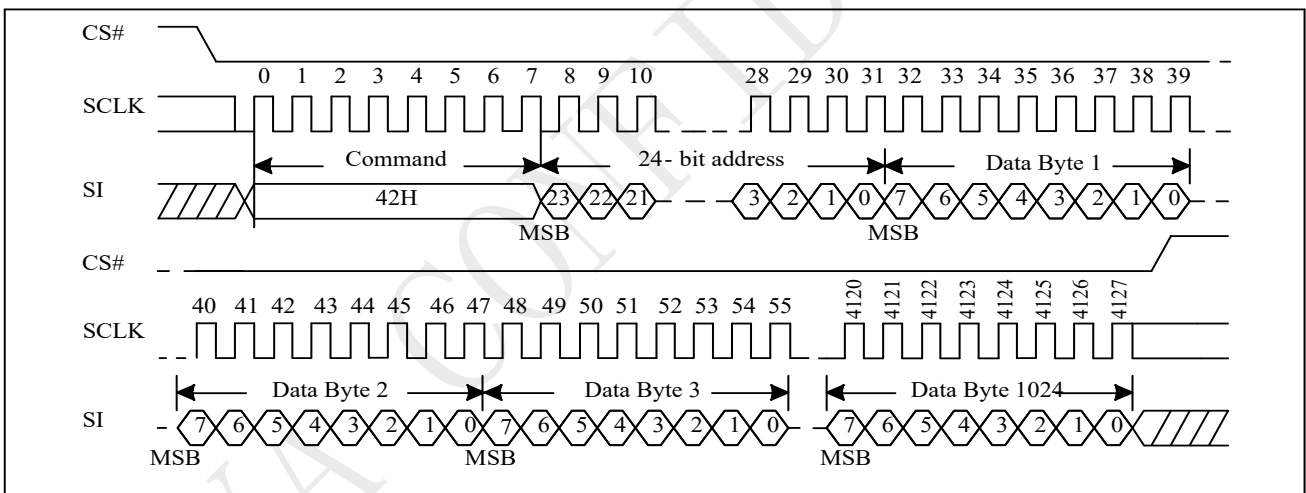 CS#
0 1 2 3 4 5 6 7 8 9 10 28 29 30 31 32 33 34 35 36 37 38 39
SCLK
Command 24- bit address Data Byte 1
SI 42H 23 22 21 3 2 1 0 7 6 5 4 3 2 1 0
MSB MSB
CS#
40 41 42 43 44 45 46 47 48 49 50 51 52 53 54 55 4120 4121 4122 4123 4124 4125 4126 4127
SCLK
Data Byte 2 Data Byte 3 Data Byte 1024
SI 7 6 5 4 3 2 1 0 7 6 5 4 3 2 1 0 7 6 5 4 3 2 1 0
MSB MSB MSB